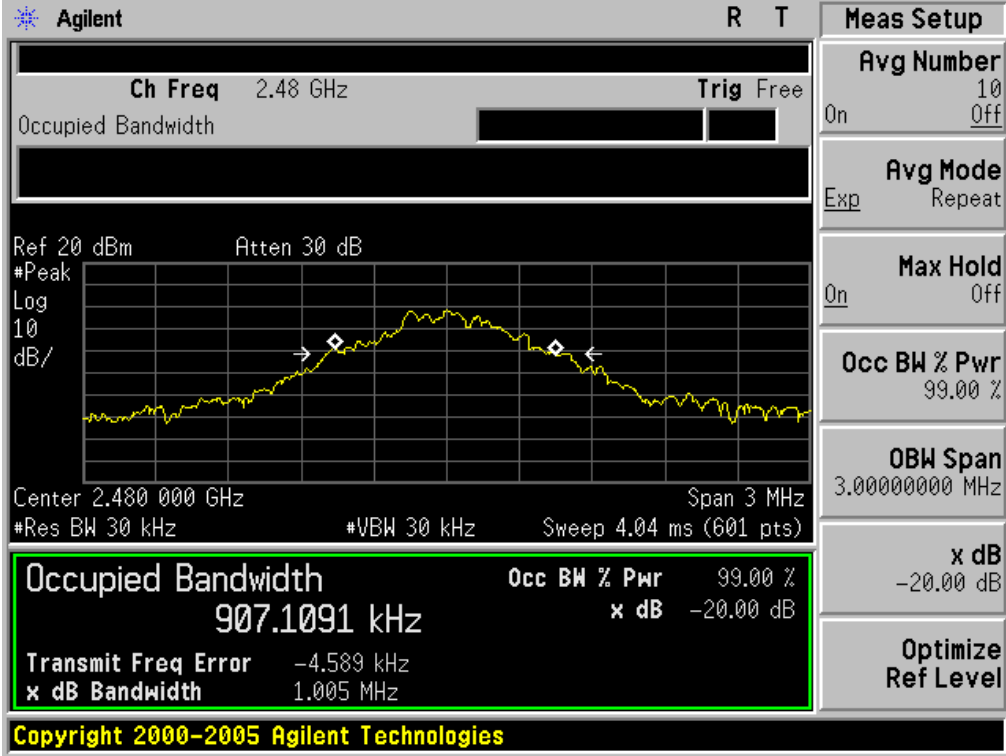 Agilent R T
Ch Freq 2.48 GHz Trig Free
Occupied Bandwidth
Ref 20 dBm Atten 30 dB
#Peak
Log
10
dB/
Center 2.480 000 GHz Span 3 MHz
#Res BW 30 kHz #VBW 30 kHz Sweep 4.04 ms (601 pts)
Occupied Bandwidth Occ BW % Pwr 99.00 %
907.1091 kHz x dB -20.00 dB
Transmit Freq Error -4.589 kHz
x dB Bandwidth 1.005 MHz
Copyright 2000-2005 Agilent Technologies
Meas Setup
Avg Number
10
On Off
Avg Mode
Exp Repeat
Max Hold
On Off
Occ BW % Pwr
99.00 %
OBW Span
3.00000000 MHz
x dB
-20.00 dB
Optimize
Ref Level